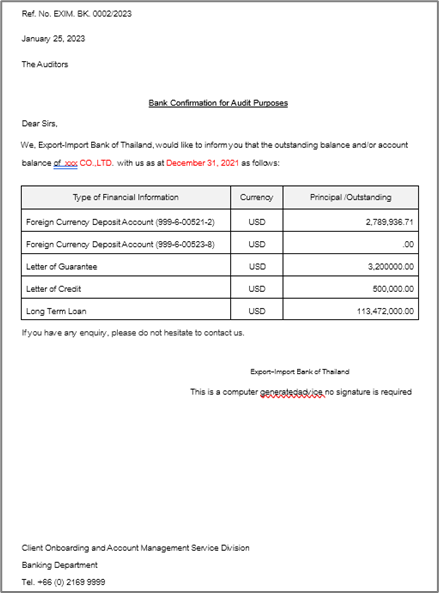 Ref. No. EXIM. BK. 0002/2023
January 25, 2023
The Auditors
Bank Confirmation for Audit Purposes
Dear Sirs,
We, Export-Import Bank of Thailand, would like to inform you that the outstanding balance and/or account
balance of xxx CO.,LTD. with us as at December 31, 2021 as follows:
Type of Financial Information Currency Principal /Outstanding
Foreign Currency Deposit Account (999-6-00521-2) USD 2,789,936.71
Foreign Currency Deposit Account (999-6-00523-8) USD .00
Letter of Guarantee USD 3,200000.00
Letter of Credit USD 500,000.00
Long Term Loan USD 113,472,000.00
If you have any enquiry, please do not hesitate to contact us.
Export-Import Bank of Thailand
This is a computer generatedadvice no signature is required
Client Onboarding and Account Management Service Division
Banking Department
Tel. +66 (0) 2169 9999